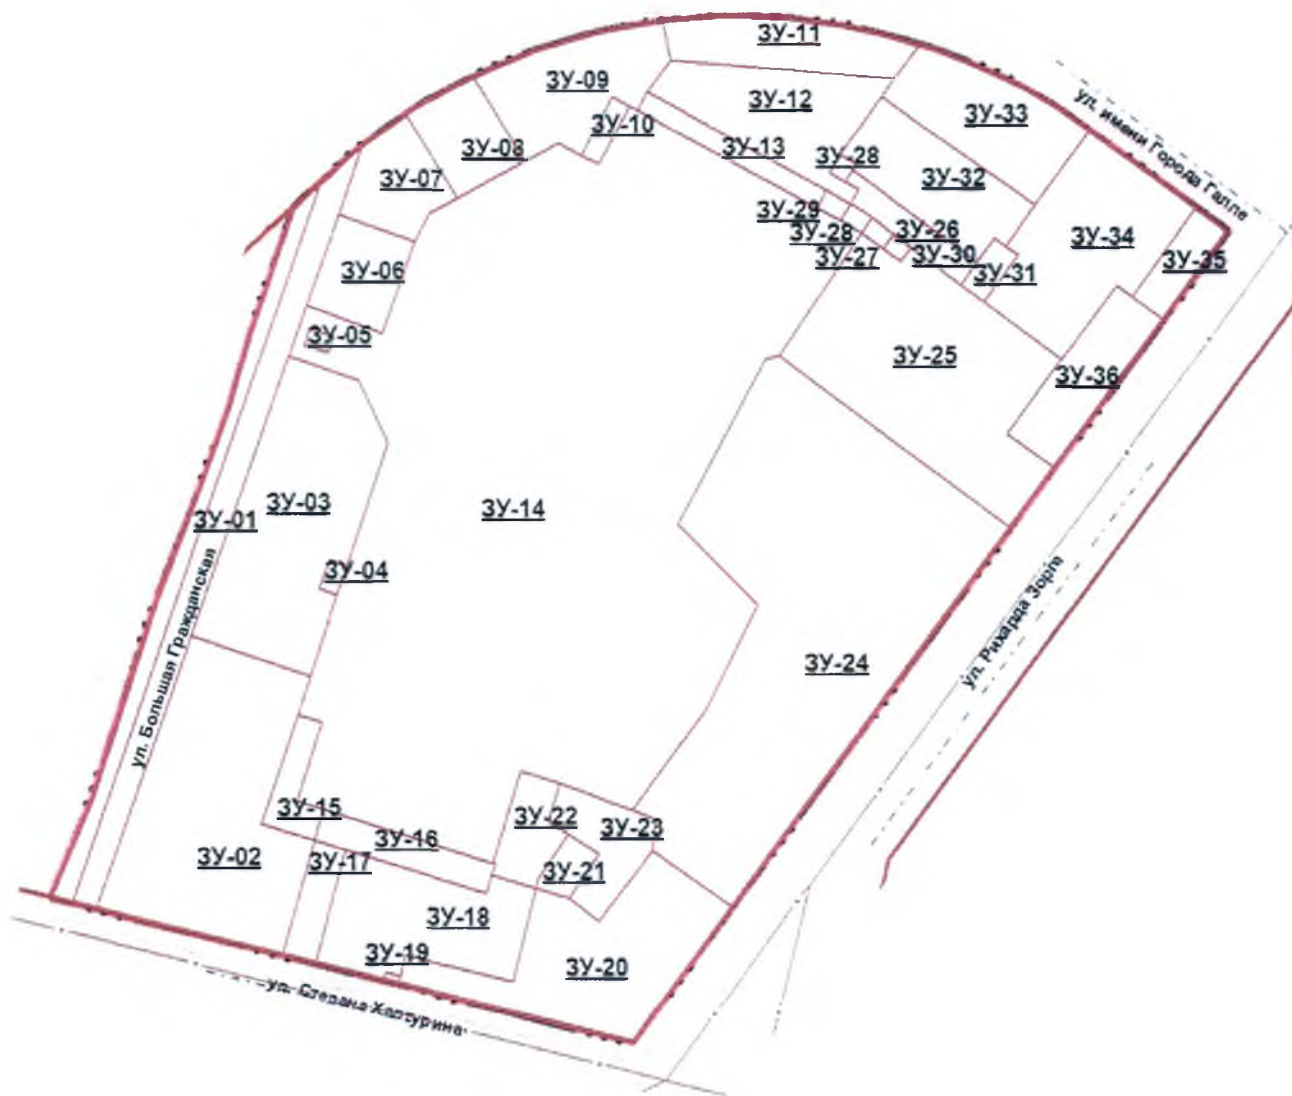 ЗУ-11
ЗУ-09
ЗУ-12
ЗУ-33
ул. имени Города Галле
ЗУ-10
ЗУ-08
ЗУ-13
ЗУ-28
ЗУ-07
ЗУ-32
ЗУ-29
ЗУ-28
ЗУ-26
ЗУ-34
ЗУ-27
ЗУ-30
ЗУ-35
ЗУ-06
ЗУ-31
ЗУ-05
ЗУ-25
ЗУ-36
ЗУ-03
ЗУ-14
ЗУ-01
ЗУ-04
ул. Большая Гражданская
ул. Рихарда Зорге
ЗУ-24
ЗУ-15
ЗУ-22
ЗУ-23
ЗУ-16
ЗУ-02
ЗУ-17
ЗУ-21
ЗУ-18
ЗУ-19
ЗУ-20
ул. Степана Халтурина